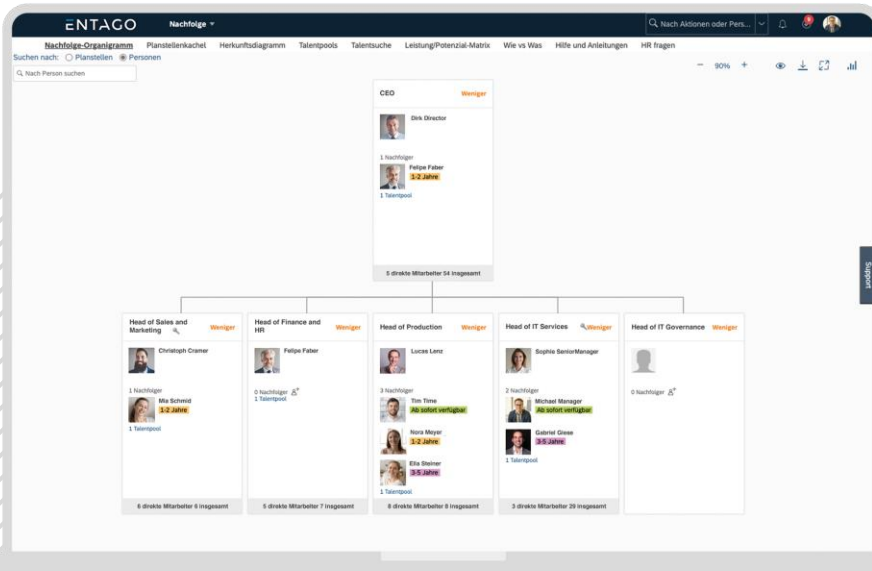 ENTAGO
Nachfolge
Nach Aktionen oder Pers...
Nachfolge-Organigramm Planstellenkachel Herkunftsdiagramm Talentpools Talentsuche Leistung/Potenzial-Matrix Wie vs Was Hilfe und Anleitungen HR fragen
Suchen nach: Planstellen Personen
Nach Person suchen
90%
CEO Weniger
Dirk Director
1 Nachfolger
Felipe Faber
1-2 Jahre
1 Talentpool
5 direkte Mitarbeiter 54 insgesamt
Support
Head of Sales and
Marketing
Weniger
Christoph Cramer
1 Nachfolger
Mia Schmid
1-2 Jahre
1 Talentpool
6 direkte Mitarbeiter 6 insgesamt
Head of Finance and
HR
Weniger
Felipe Faber
0 Nachfolger
1 Talentpool
5 direkte Mitarbeiter 7 insgesamt
Head of Production Weniger
Lucas Lenz
3 Nachfolger
Tim Time
Ab sofort verfügbar
Nora Meyer
1-2 Jahre
Ella Steiner
3-5 Jahre
1 Talentpool
8 direkte Mitarbeiter 8 insgesamt
Head of IT Services Weniger
Sophie SeniorManager
2 Nachfolger
Michael Manager
Ab sofort verfügbar
Gabriel Giese
3-5 Jahre
1 Talentpool
3 direkte Mitarbeiter 29 insgesamt
Head of IT Governance Weniger
0 Nachfolger